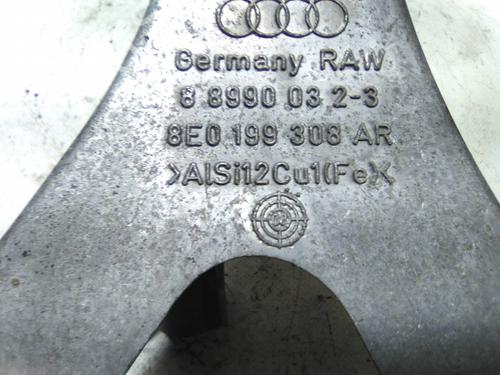 Germany RAW
8 8990 03 2-3
8E0 199 308 AR
>AlSi12Cu1(Fe)<